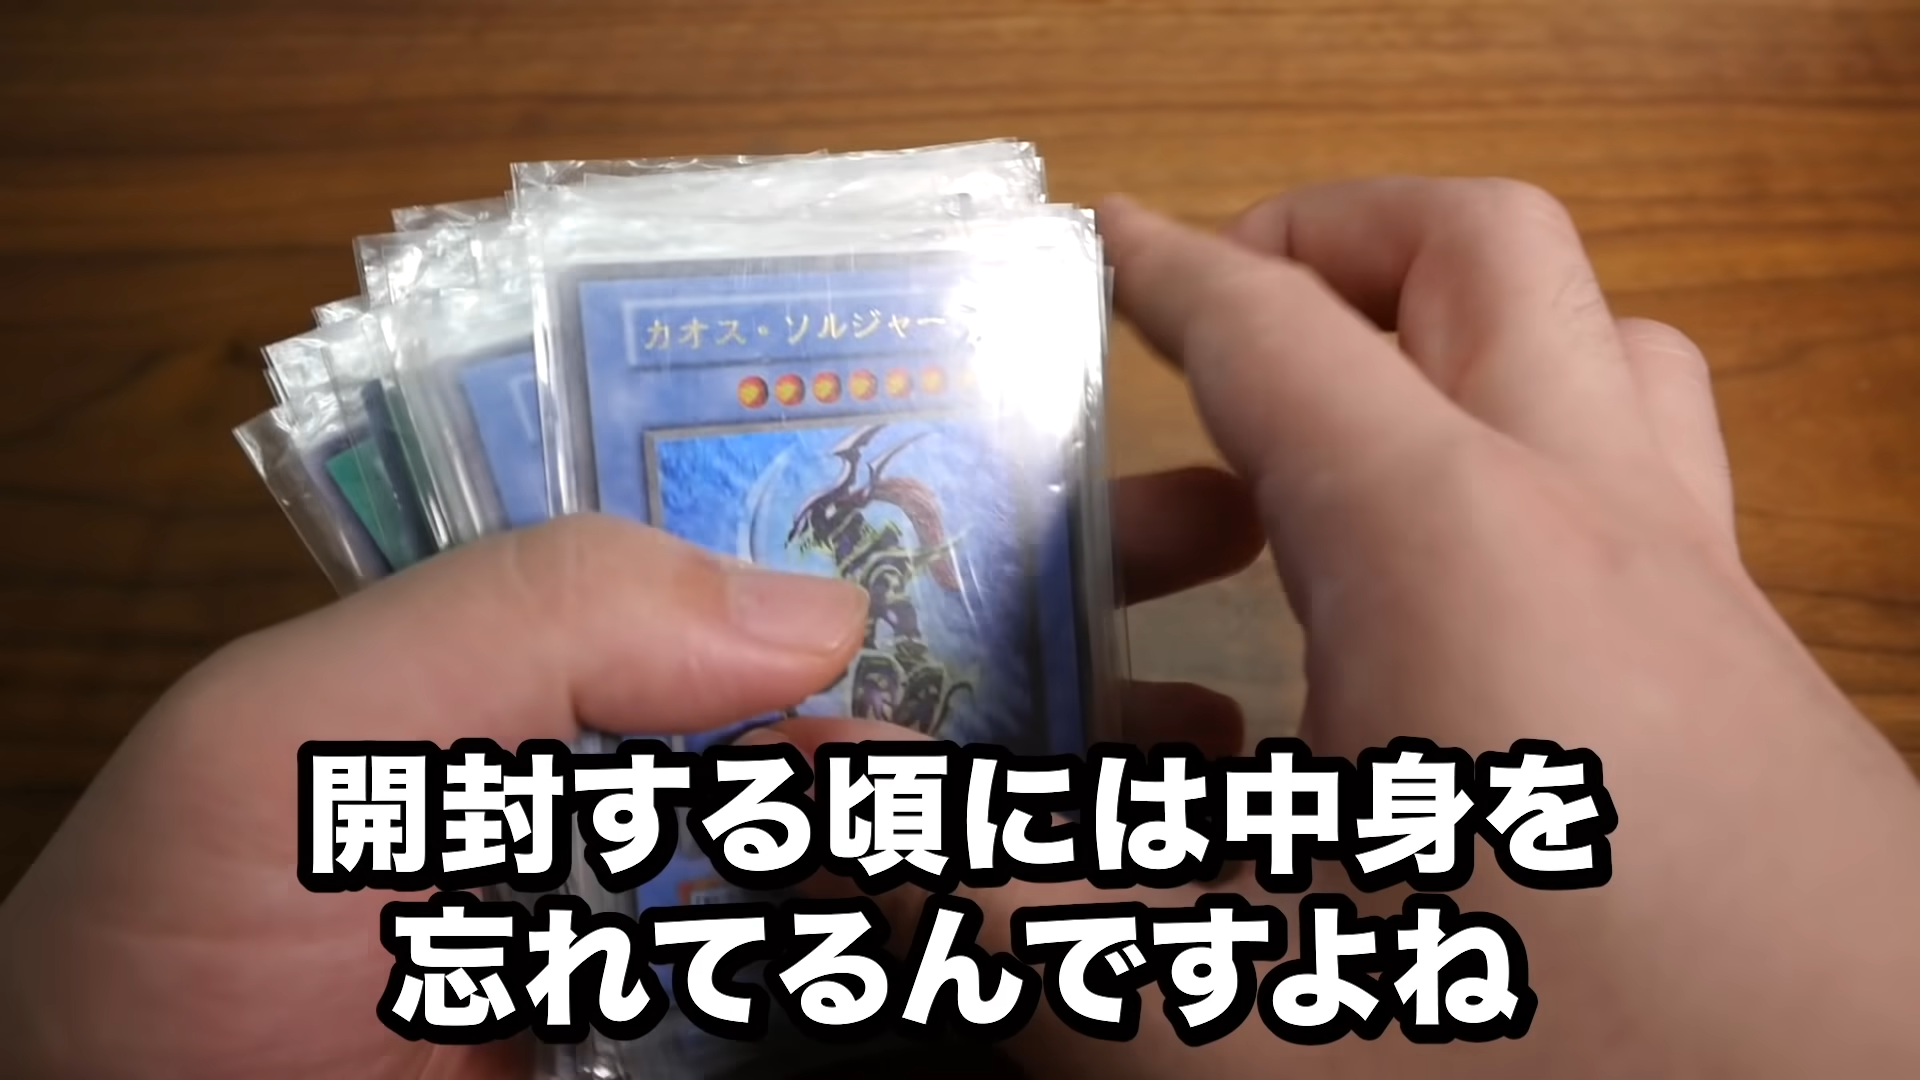 カオス・ソルジャー
開封する頃には中身を
忘れてるんですよね